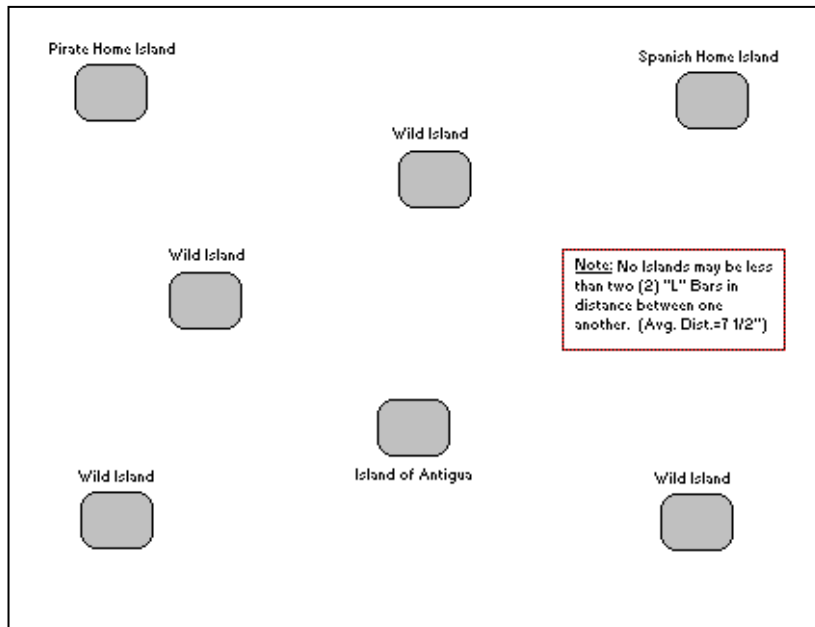 Pirate Home Island
Spanish Home Island
Wild Island
Wild Island
Note: No Islands may be less
than two (2) "L" Bars in
distance between one
another. (Avg. Dist.=7 1/2")
Island of Antigua
Wild Island
Wild Island